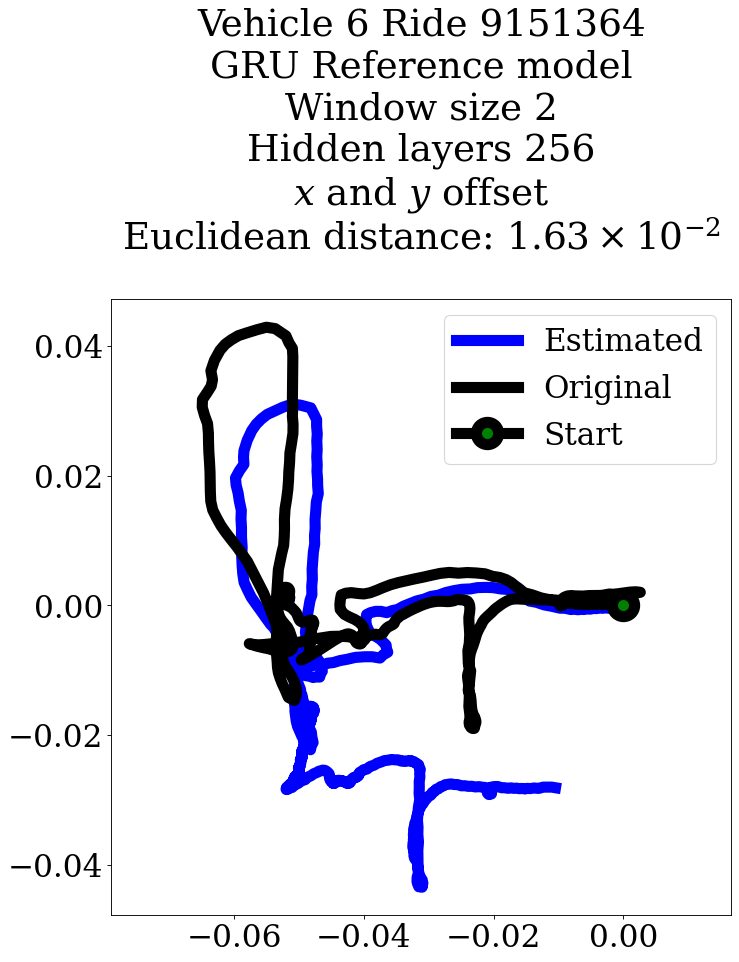 Vehicle 6 Ride 9151364
GRU Reference model
Window size 2
Hidden layers 256
x and y offset
Euclidean distance: 1.63 × 10⁻²
Estimated
Original
Start
0.04
0.02
0.00
−0.02
−0.04
−0.06 −0.04 −0.02 0.00